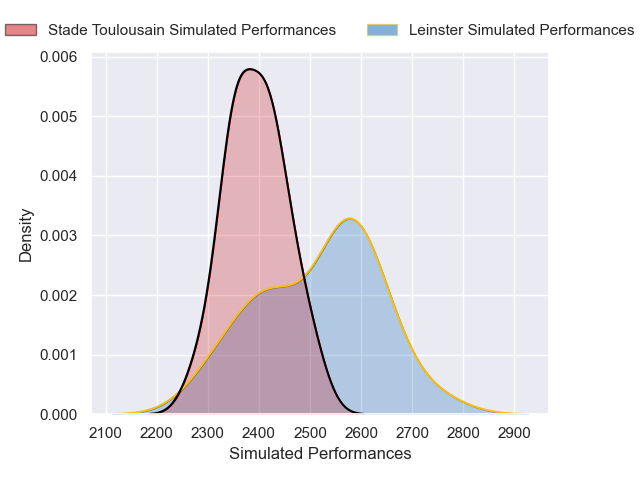 Stade Toulousain Simulated Performances Leinster Simulated Performances
0.006
0.005
0.004
0.003
0.002
0.001
0.000
Density
2100 2200 2300 2400 2500 2600 2700 2800 2900
Simulated Performances